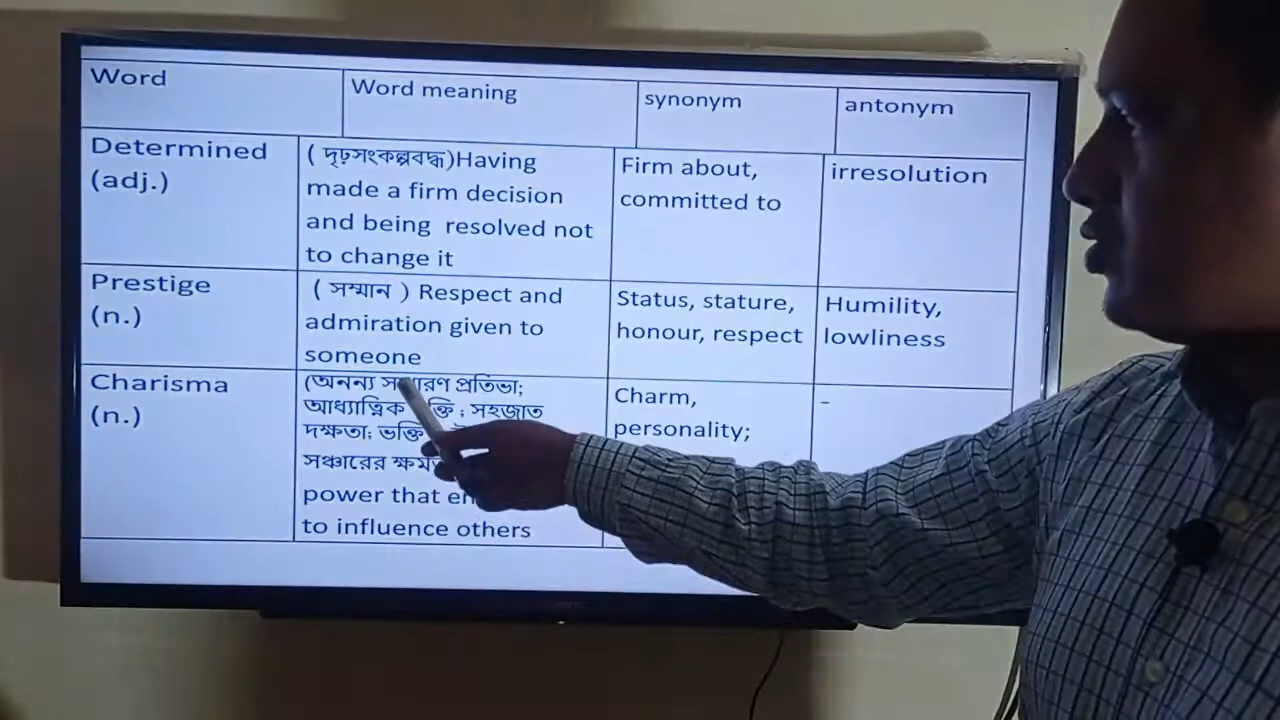 Word
Word meaning
synonym
antonym
Determined
(adj.)
( দৃঢ়সংকল্পবদ্ধ)Having
made a firm decision
and being resolved not
to change it
Firm about,
committed to
irresolution
Prestige
(n.)
( সম্মান ) Respect and
admiration given to
someone
Status, stature,
honour, respect
Humility,
lowliness
Charisma
(n.)
(অনন্য প্রতিভা;
আধ্যাত্নিক ; সহজাত
দক্ষতা; ভক্তি
সঞ্চারের
power that
to influence others
Charm,
personality;
-